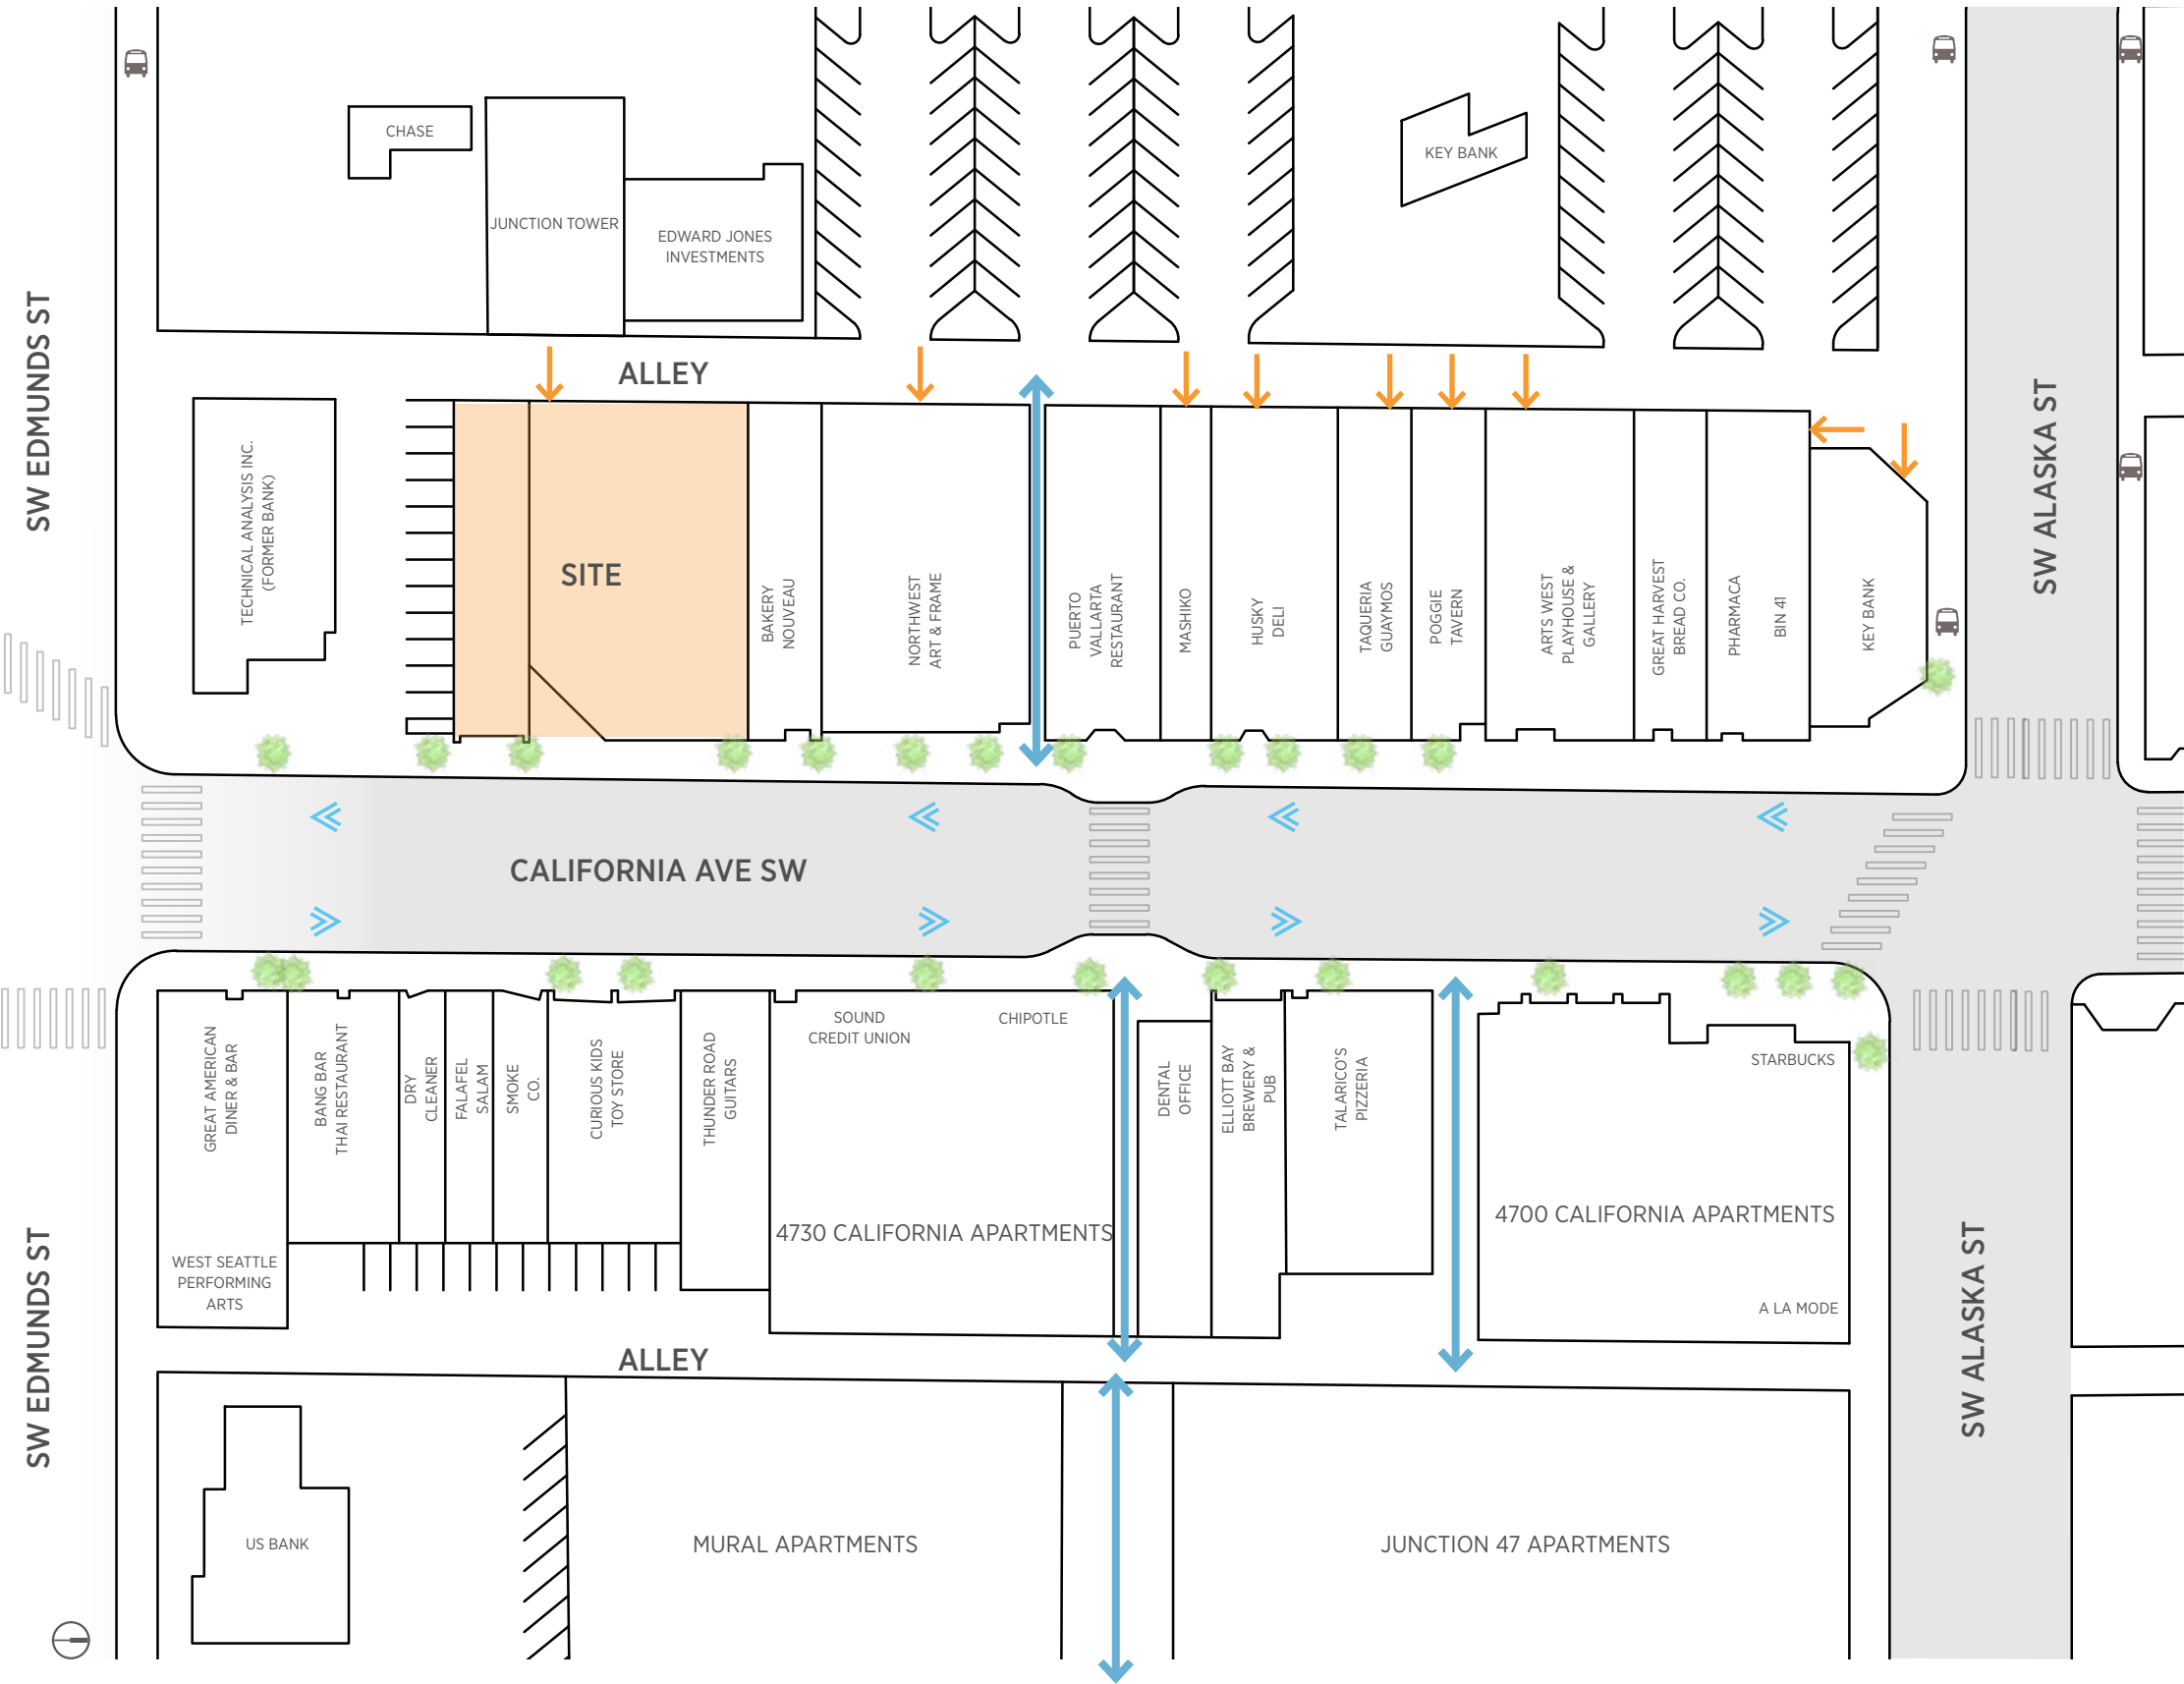 CHASE
JUNCTION TOWER
EDWARD JONES
INVESTMENTS
KEY BANK
SW EDMUNDS ST
ALLEY
SW ALASKA ST
TECHNICAL ANALYSIS INC.
(FORMER BANK)
SITE
BAKERY
NOUVEAU
NORTHWEST
ART & FRAME
PUERTO
VALLARTA
RESTAURANT
MASHIKO
HUSKY
DELI
TAQUERIA
GUAYMOS
POGGIE
TAVERN
ARTS WEST
PLAYHOUSE &
GALLERY
GREAT HARVEST
BREAD CO.
PHARMACA
BIN 41
KEY BANK
CALIFORNIA AVE SW
GREAT AMERICAN
DINER & BAR
WEST SEATTLE
PERFORMING
ARTS
BANG BAR
THAI RESTAURANT
DRY
CLEANER
FALAFEL
SALAM
SMOKE
CO.
CURIOUS KIDS
TOY STORE
THUNDER ROAD
GUITARS
SOUND
CREDIT UNION
CHIPOTLE
4730 CALIFORNIA APARTMENTS
DENTAL
OFFICE
ELLIOTT BAY
BREWERY &
PUB
TALARICO'S
PIZZERIA
STARBUCKS
4700 CALIFORNIA APARTMENTS
A LA MODE
SW EDMUNDS ST
ALLEY
SW ALASKA ST
US BANK
MURAL APARTMENTS
JUNCTION 47 APARTMENTS